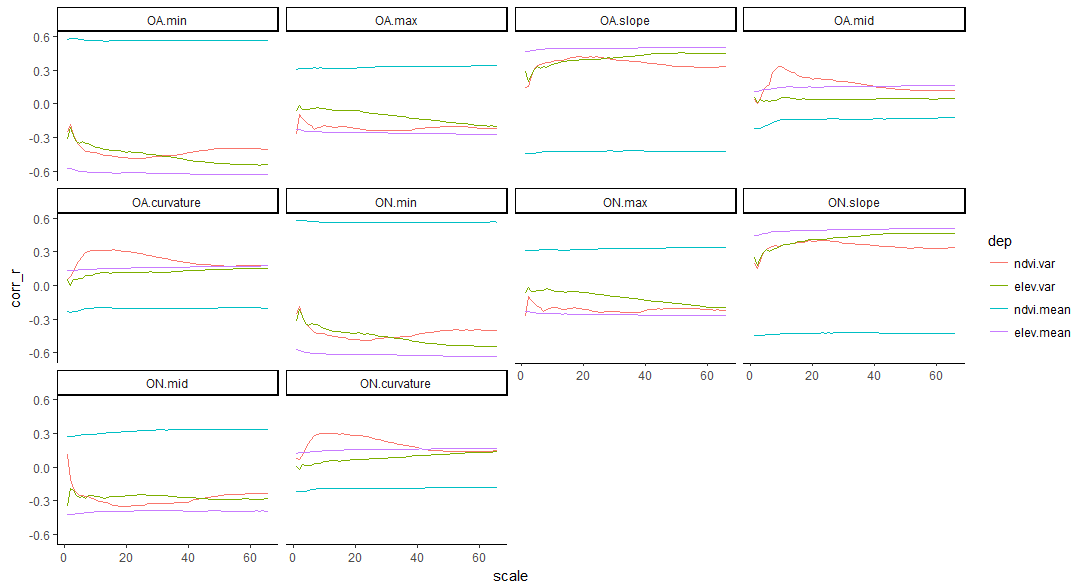 OA.min OA.max OA.slope OA.mid
0.6
0.3
0.0
-0.3
-0.6
OA.curvature ON.min ON.max ON.slope
0.6
0.3
0.0
-0.3
-0.6
0 20 40 60 0 20 40 60
ON.mid ON.curvature
0.6
0.3
0.0
-0.3
-0.6
0 20 40 60 0 20 40 60
scale
corr_r
dep
ndvi.var
elev.var
ndvi.mean
elev.mean